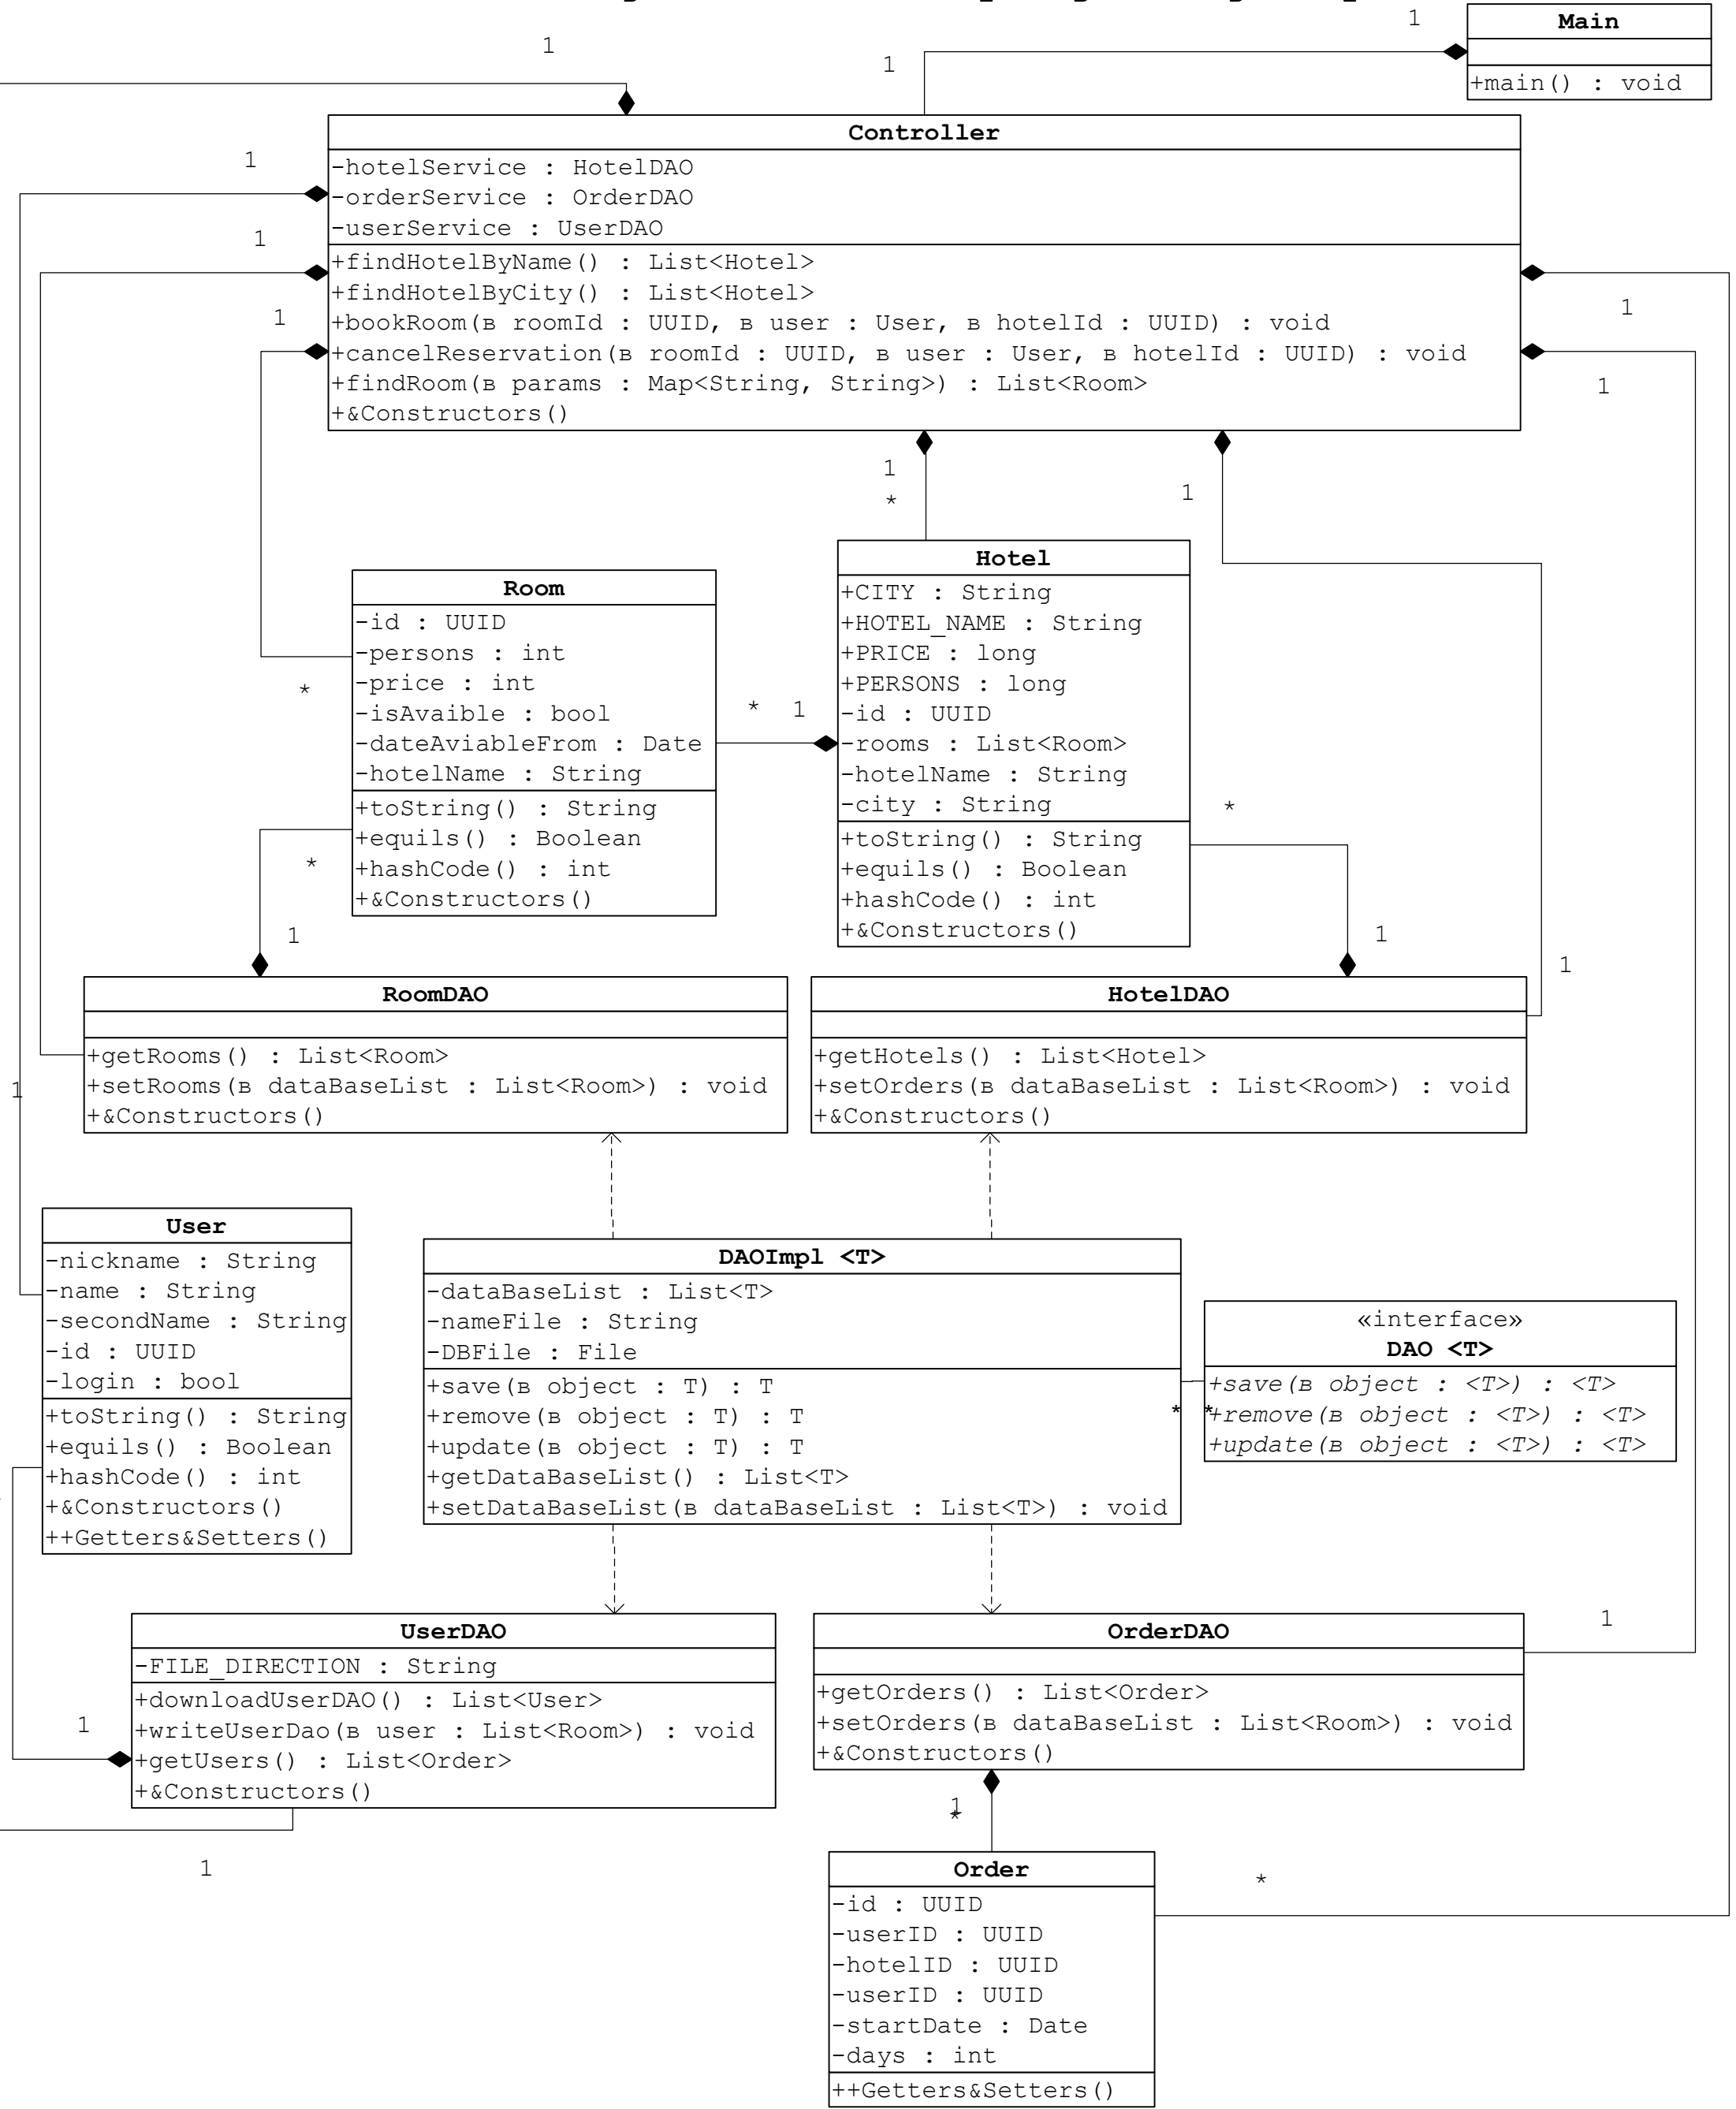 1
1
Main
+main() : void
1
1
Controller
-hotelService : HotelDAO
-orderService : OrderDAO
-userService : UserDAO
+findHotelByName() : List<Hotel>
+findHotelByCity() : List<Hotel>
+bookRoom(в roomId : UUID, в user : User, в hotelId : UUID) : void
+cancelReservation(в roomId : UUID, в user : User, в hotelId : UUID) : void
+findRoom(в params : Map<String, String>) : List<Room>
+&Constructors()
1
1
1
1
1
*
1
1
Room
-id : UUID
-persons : int
-price : int
-isAvaible : bool
-dateAviableFrom : Date
-hotelName : String
+toString() : String
+equils() : Boolean
+hashCode() : int
+&Constructors()
*
*
1
*
1
Hotel
+CITY : String
+HOTEL_NAME : String
+PRICE : long
+PERSONS : long
-id : UUID
-rooms : List<Room>
-hotelName : String
-city : String
+toString() : String
+equils() : Boolean
+hashCode() : int
+&Constructors()
*
1
1
RoomDAO
+getRooms() : List<Room>
+setRooms(в dataBaseList : List<Room>) : void
+&Constructors()
HotelDAO
+getHotels() : List<Hotel>
+setOrders(в dataBaseList : List<Room>) : void
+&Constructors()
1
User
-nickname : String
-name : String
-secondName : String
-id : UUID
-login : bool
+toString() : String
+equils() : Boolean
+hashCode() : int
+&Constructors()
++Getters&Setters()
DAOImpl <T>
-dataBaseList : List<T>
-nameFile : String
-DBFile : File
+save(в object : T) : T
+remove(в object : T) : T
+update(в object : T) : T
+getDataBaseList() : List<T>
+setDataBaseList(в dataBaseList : List<T>) : void
*
*
«interface»
DAO <T>
+save(в object : <T>) : <T>
+remove(в object : <T>) : <T>
+update(в object : <T>) : <T>
UserDAO
-FILE_DIRECTION : String
+downloadUserDAO() : List<User>
+writeUserDao(в user : List<Room>) : void
+getUsers() : List<Order>
+&Constructors()
1
1
OrderDAO
+getOrders() : List<Order>
+setOrders(в dataBaseList : List<Room>) : void
+&Constructors()
1
1
*
Order
-id : UUID
-userID : UUID
-hotelID : UUID
-userID : UUID
-startDate : Date
-days : int
++Getters&Setters()
*